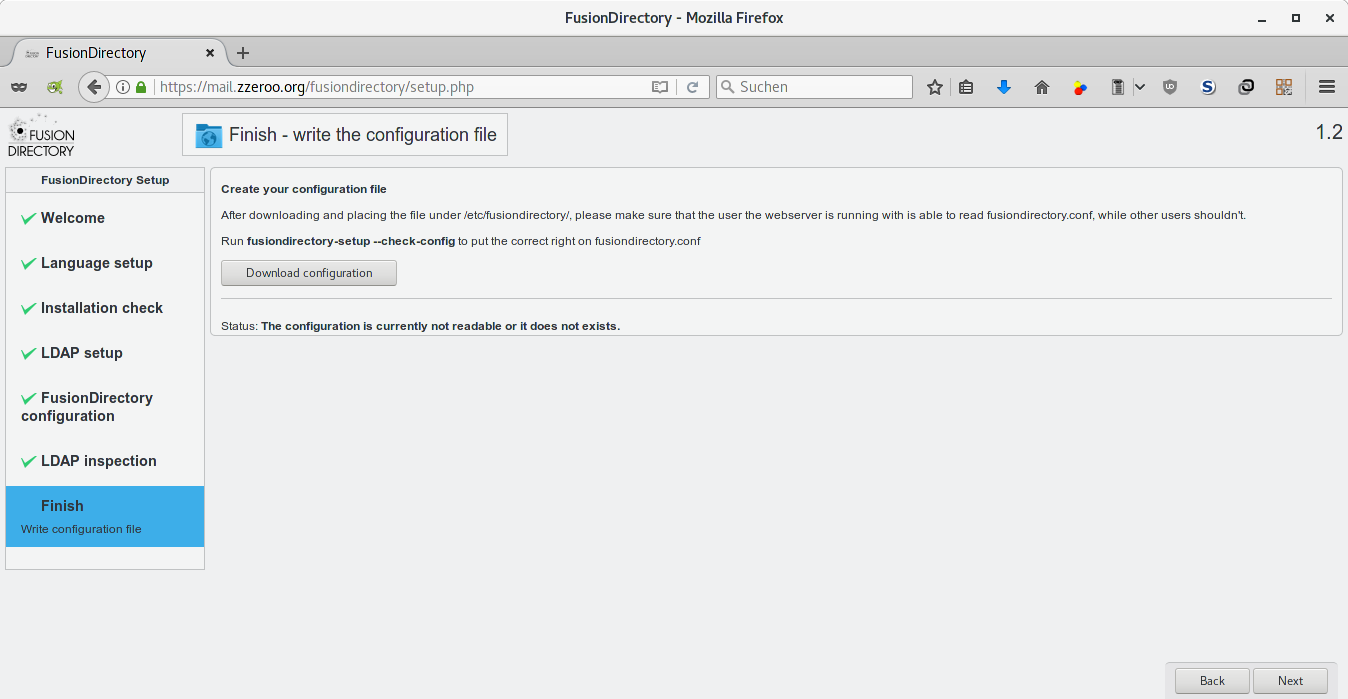 FusionDirectory - Mozilla Firefox
FusionDirectory
https://mail.zzeroo.org/fusiondirectory/setup.php
Suchen
FUSION
DIRECTORY
Finish - write the configuration file
1.2
FusionDirectory Setup
Welcome
Language setup
Installation check
LDAP setup
FusionDirectory
configuration
LDAP inspection
Finish
Write configuration file
Create your configuration file
After downloading and placing the file under /etc/fusiondirectory/, please make sure that the user the webserver is running with is able to read fusiondirectory.conf, while other users shouldn't.
Run fusiondirectory-setup --check-config to put the correct right on fusiondirectory.conf
Download configuration
Status: The configuration is currently not readable or it does not exists.
Back
Next